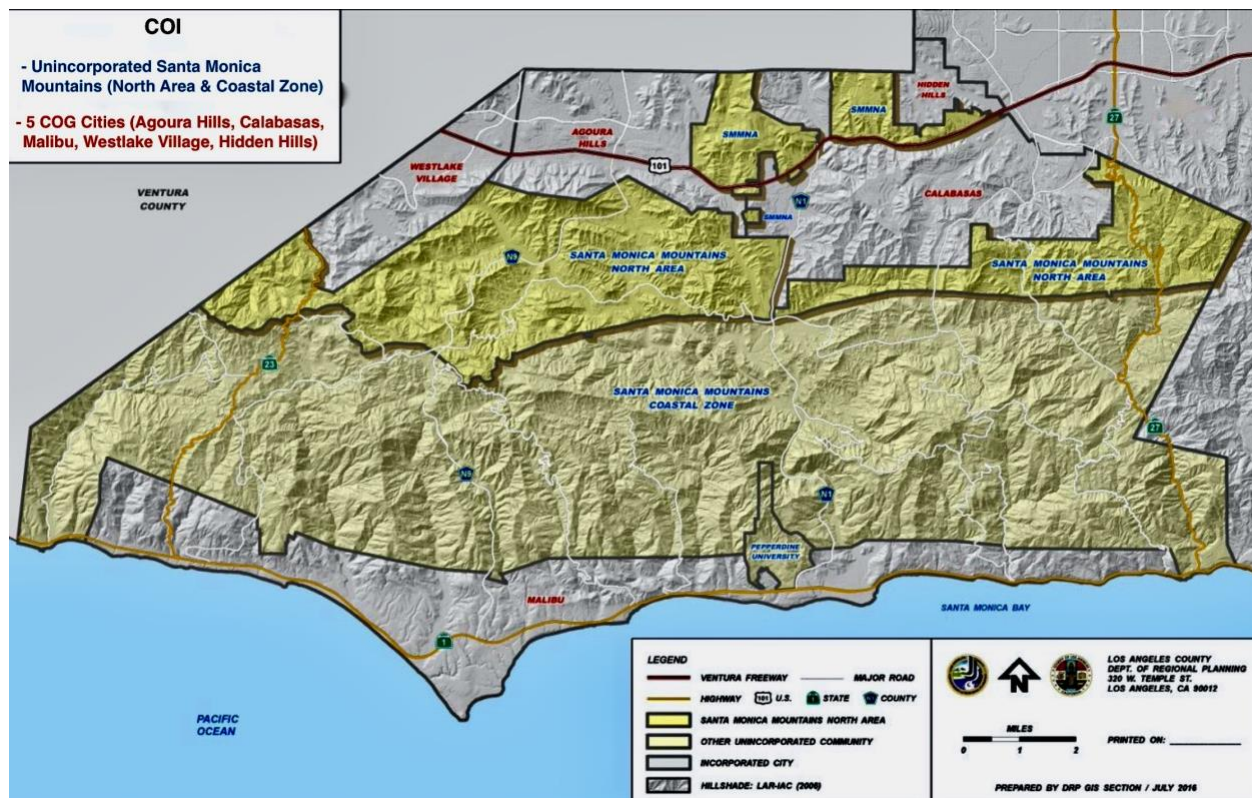 COI
- Unincorporated Santa Monica
Mountains (North Area & Coastal Zone)
- 5 COG Cities (Agoura Hills, Calabasas,
Malibu, Westlake Village, Hidden Hills)
VENTURA
COUNTY
WESTLAKE
VILLAGE
AGOURA
HILLS
101
SMMNA
SMMNA
HIDDEN
HILLS
27
CALABASAS
N1
SMMNA
N9
SANTA MONICA MOUNTAINS
NORTH AREA
SANTA MONICA MOUNTAINS
NORTH AREA
23
SANTA MONICA MOUNTAINS
COASTAL ZONE
27
N9
N1
PEPPERDINE
UNIVERSITY
MALIBU
1
SANTA MONICA BAY
PACIFIC
OCEAN
LEGEND
VENTURA FREEWAY MAJOR ROAD
HIGHWAY 101 U.S. STATE COUNTY
SANTA MONICA MOUNTAINS NORTH AREA
OTHER UNINCORPORATED COMMUNITY
INCORPORATED CITY
HILLSHADE: LAR-IAC (2006)
N
LOS ANGELES COUNTY
DEPT. OF REGIONAL PLANNING
320 W. TEMPLE ST.
LOS ANGELES, CA 90012
MILES
0 1 2
PRINTED ON: ____________
PREPARED BY DRP GIS SECTION / JULY 2016